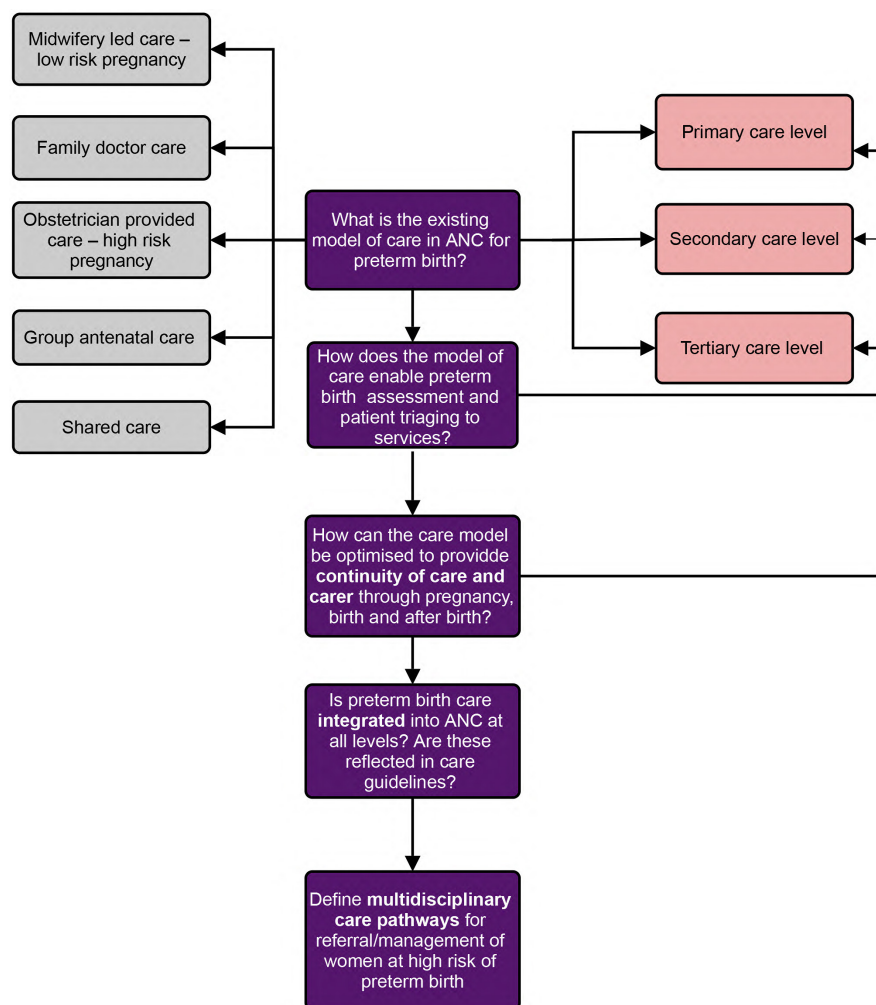 Midwifery led care –
low risk pregnancy
Family doctor care
Obstetrician provided
care – high risk
pregnancy
Group antenatal care
Shared care
What is the existing
model of care in ANC for
preterm birth?
Primary care level
Secondary care level
Tertiary care level
How does the model of
care enable preterm
birth assessment and
patient triaging to
services?
How can the care model
be optimised to providde
continuity of care and
carer through pregnancy,
birth and after birth?
Is preterm birth care
integrated into ANC at
all levels? Are these
reflected in care
guidelines?
Define multidisciplinary
care pathways for
referral/management of
women at high risk of
preterm birth